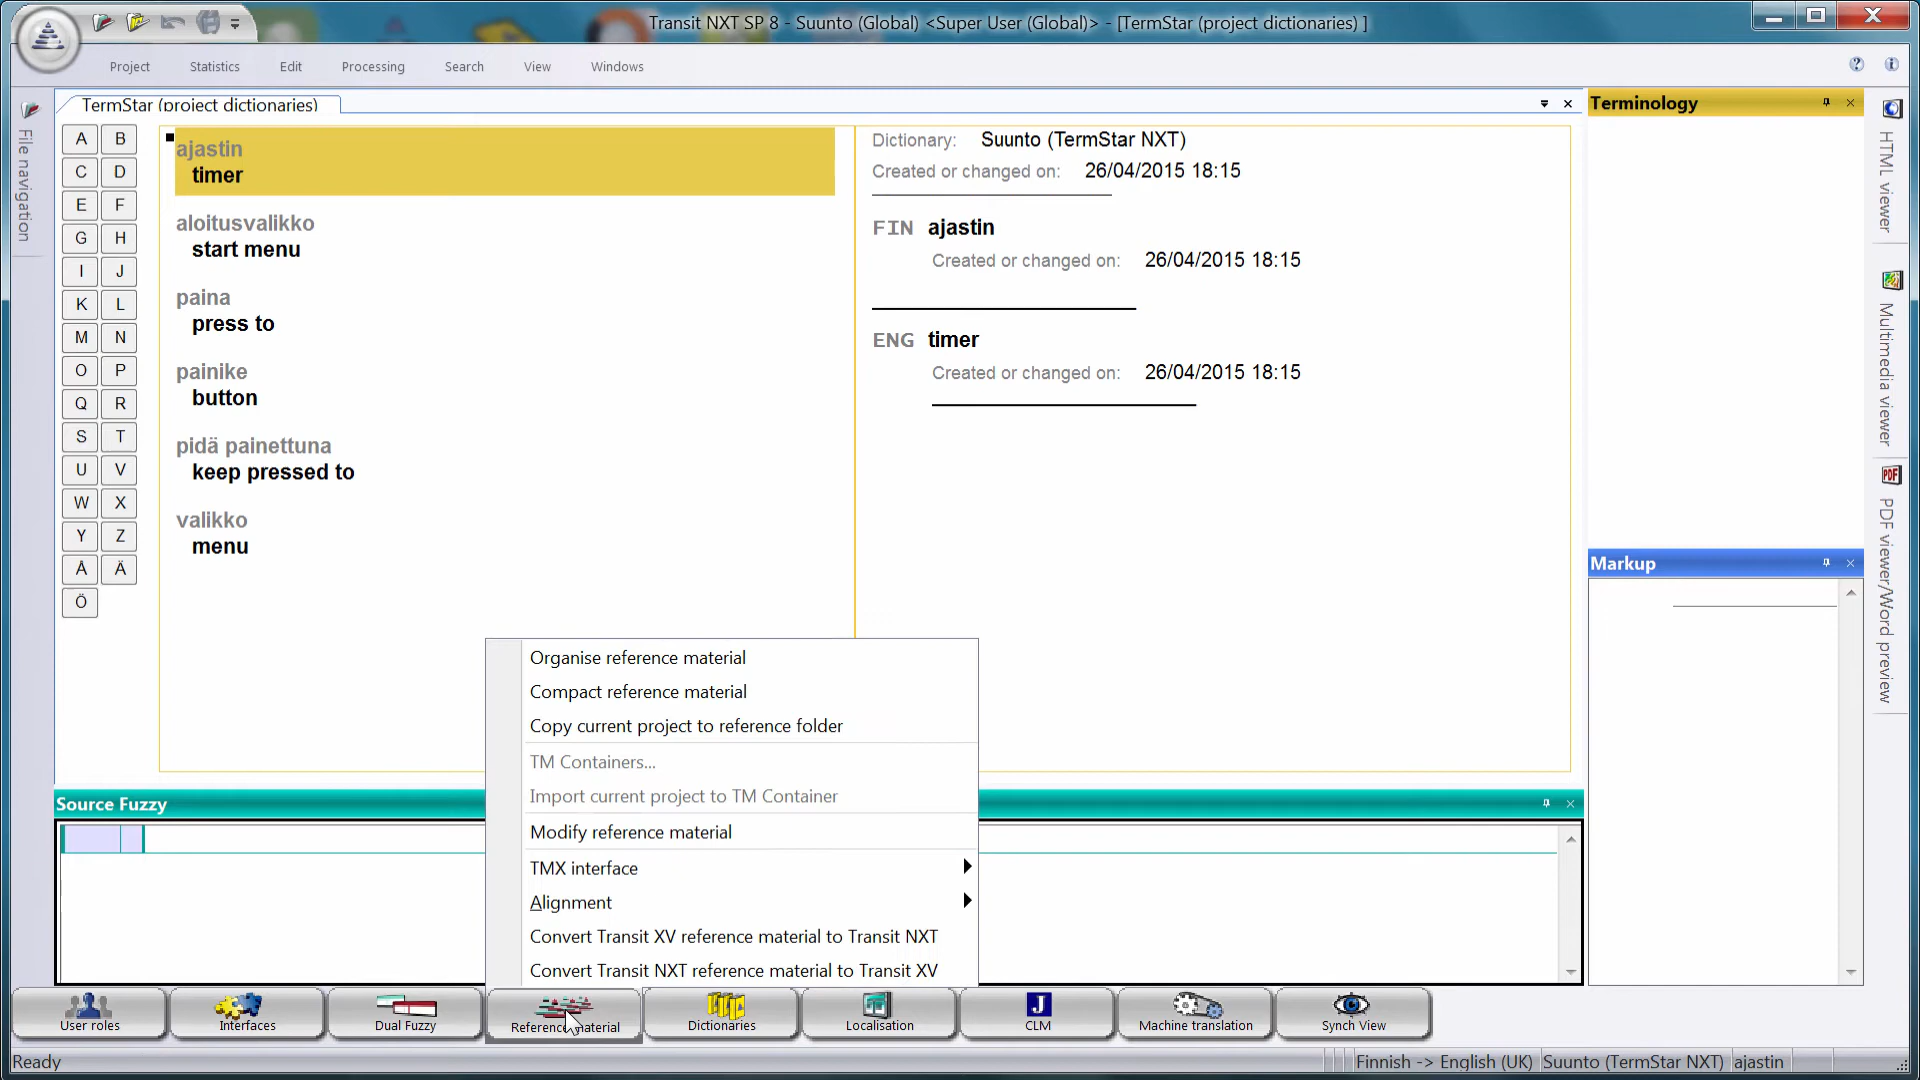 Transit NXT SP 8 - Suunto (Global) <Super User (Global)> - [TermStar (project dictionaries) ]
Project Statistics Edit Processing Search View Windows
TermStar (project dictionaries)
File navigation
A B
C D
E F
G H
I J
K L
M N
O P
Q R
S T
U V
W X
Y Z
Å Ä
Ö
ajastin
timer
aloitusvalikko
start menu
paina
press to
painike
button
pidä painettuna
keep pressed to
valikko
menu
Dictionary: Suunto (TermStar NXT)
Created or changed on: 26/04/2015 18:15
FIN ajastin
Created or changed on: 26/04/2015 18:15
ENG timer
Created or changed on: 26/04/2015 18:15
Terminology
Markup
HTML viewer
Multimedia viewer
PDF
PDF viewer/Word preview
Organise reference material
Compact reference material
Copy current project to reference folder
TM Containers...
Import current project to TM Container
Modify reference material
TMX interface
Alignment
Convert Transit XV reference material to Transit NXT
Convert Transit NXT reference material to Transit XV
Source Fuzzy
User roles
Interfaces
Dual Fuzzy
Reference material
Dictionaries
Localisation
J
CLM
Machine translation
Synch View
Ready
Finnish -> English (UK) Suunto (TermStar NXT) ajastin